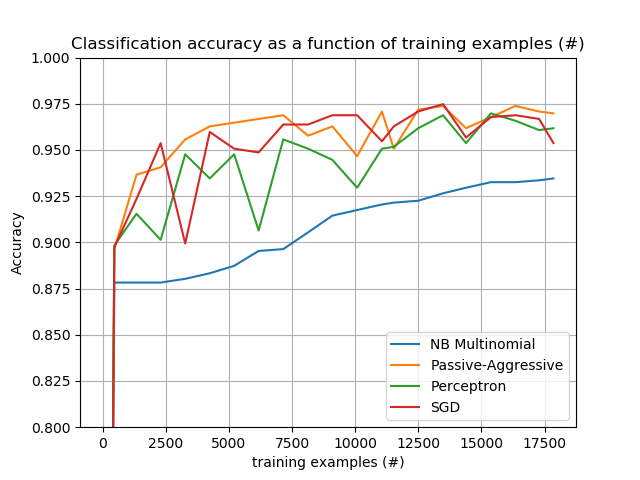 Classification accuracy as a function of training examples (#)
1.000
0.975
0.950
0.925
0.900
0.875
0.850
0.825
0.800
Accuracy
NB Multinomial
Passive-Aggressive
Perceptron
SGD
0 2500 5000 7500 10000 12500 15000 17500
training examples (#)